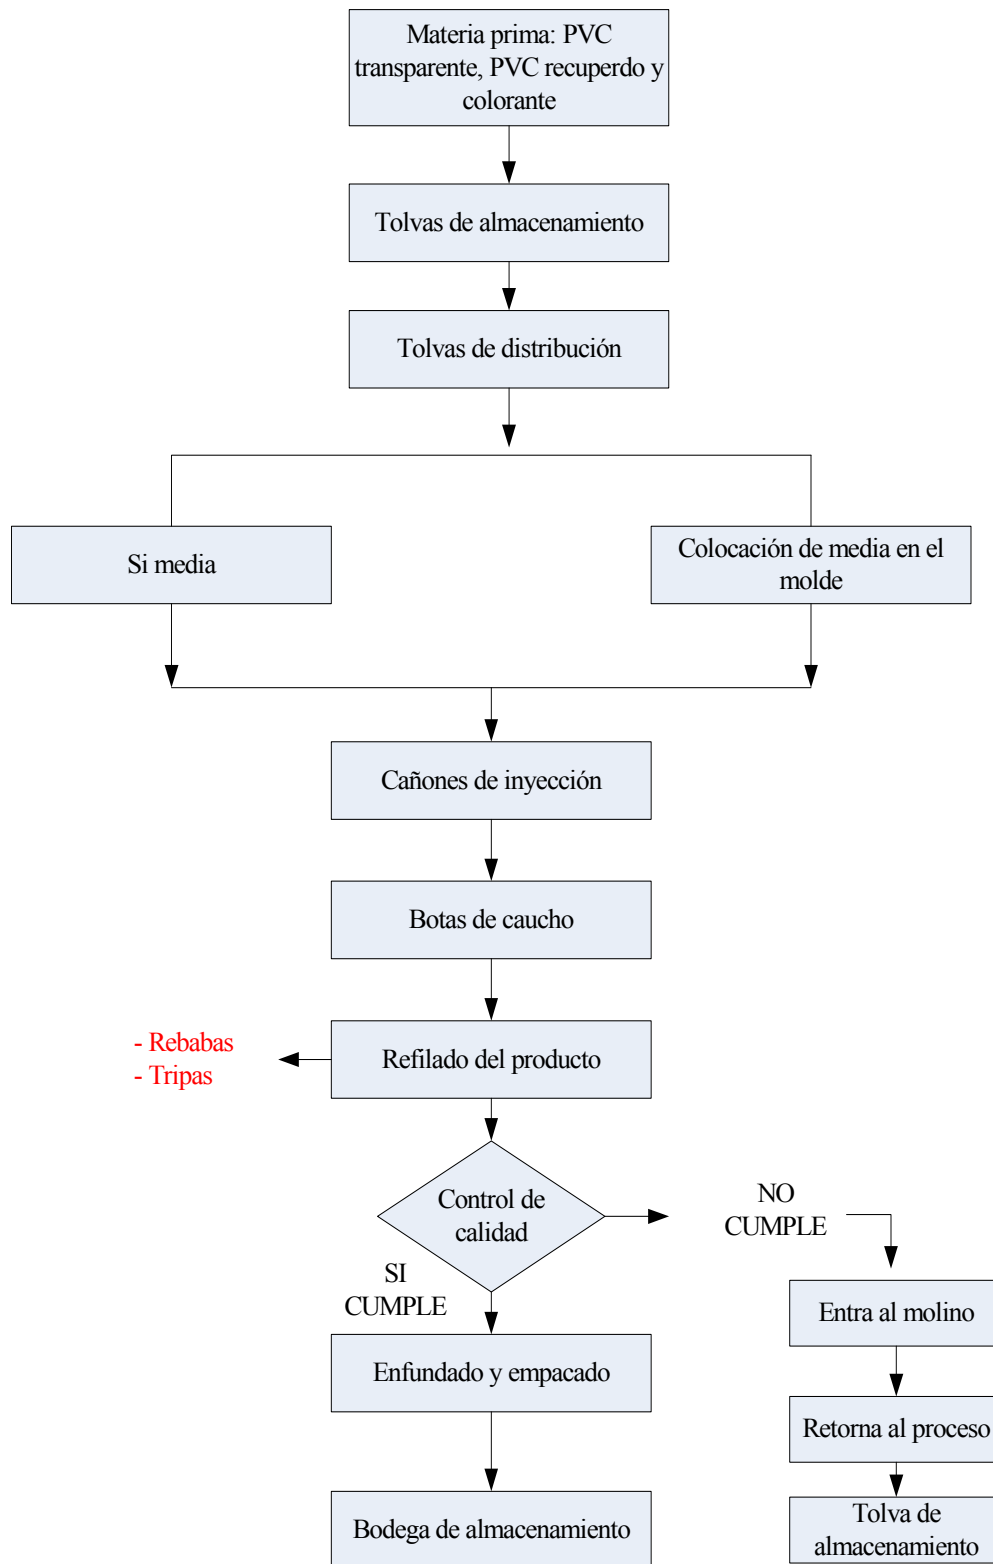 Materia prima: PVC
transparente, PVC recuperdo y
colorante
Tolvas de almacenamiento
Tolvas de distribución
Si media
Colocación de media en el
molde
Cañones de inyección
Botas de caucho
- Rebabas
- Tripas
Refilado del producto
Control de
calidad
NO
CUMPLE
SI
CUMPLE
Entra al molino
Enfundado y empacado
Retorna al proceso
Bodega de almacenamiento
Tolva de
almacenamiento